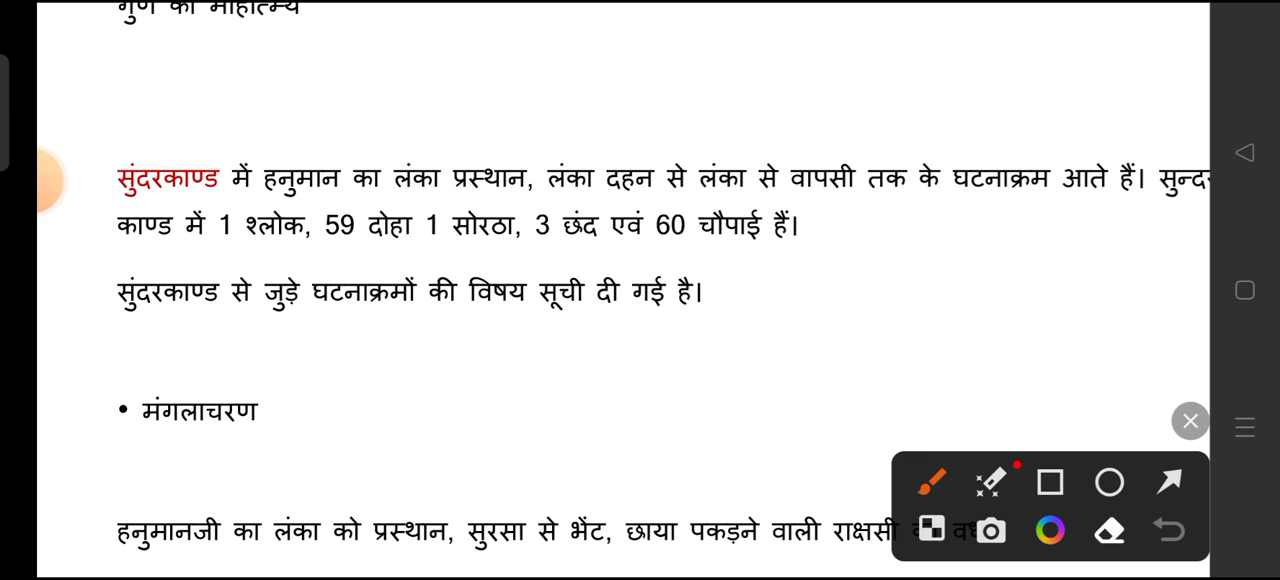 गुण का माहात्म्य
सुंदरकाण्ड में हनुमान का लंका प्रस्थान, लंका दहन से लंका से वापसी तक के घटनाक्रम आते हैं। सुन्दर
काण्ड में 1 श्लोक, 59 दोहा 1 सोरठा, 3 छंद एवं 60 चौपाई हैं।
सुंदरकाण्ड से जुड़े घटनाक्रमों की विषय सूची दी गई है।
• मंगलाचरण
हनुमानजी का लंका को प्रस्थान, सुरसा से भेंट, छाया पकड़ने वाली राक्षसी